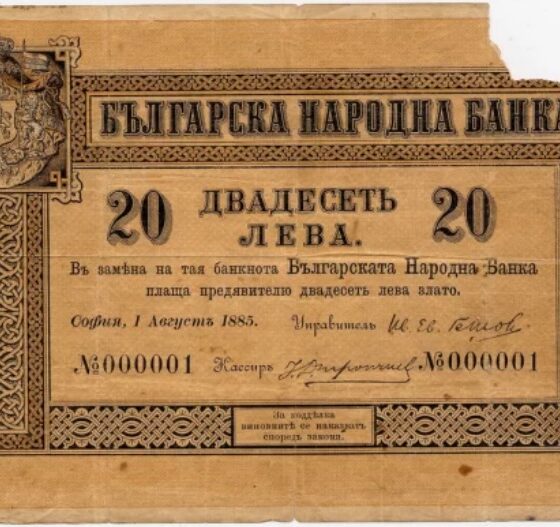 БЪЛГАРСКА НАРОДНА БАНКА
20 ДВАДЕСЕТЬ 20
ЛЕВА.
Въ замѣна на тая банкнота Българската Народна Банка
плаща предявителю двадесеть лева злато.
София, 1 Августъ 1885. Управитель
№000001 Кассиръ №000001
За поддѣлка
виновнитѣ се наказватъ
споредъ закона.